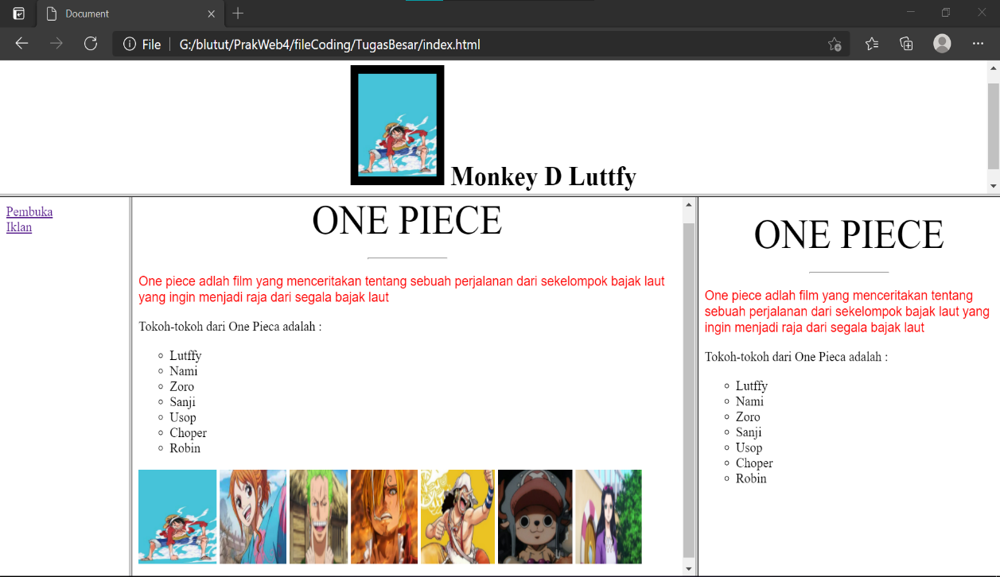 Document
File
G:/blutut/PrakWeb4/fileCoding/TugasBesar/index.html
Monkey D Luttfy
Pembuka
Iklan
ONE PIECE
One piece adlah film yang menceritakan tentang sebuah perjalanan dari sekelompok bajak laut
yang ingin menjadi raja dari segala bajak laut
Tokoh-tokoh dari One Pieca adalah :
Lutffy
Nami
Zoro
Sanji
Usop
Choper
Robin
ONE PIECE
One piece adlah film yang menceritakan tentang
sebuah perjalanan dari sekelompok bajak laut yang
ingin menjadi raja dari segala bajak laut
Tokoh-tokoh dari One Pieca adalah :
Lutffy
Nami
Zoro
Sanji
Usop
Choper
Robin